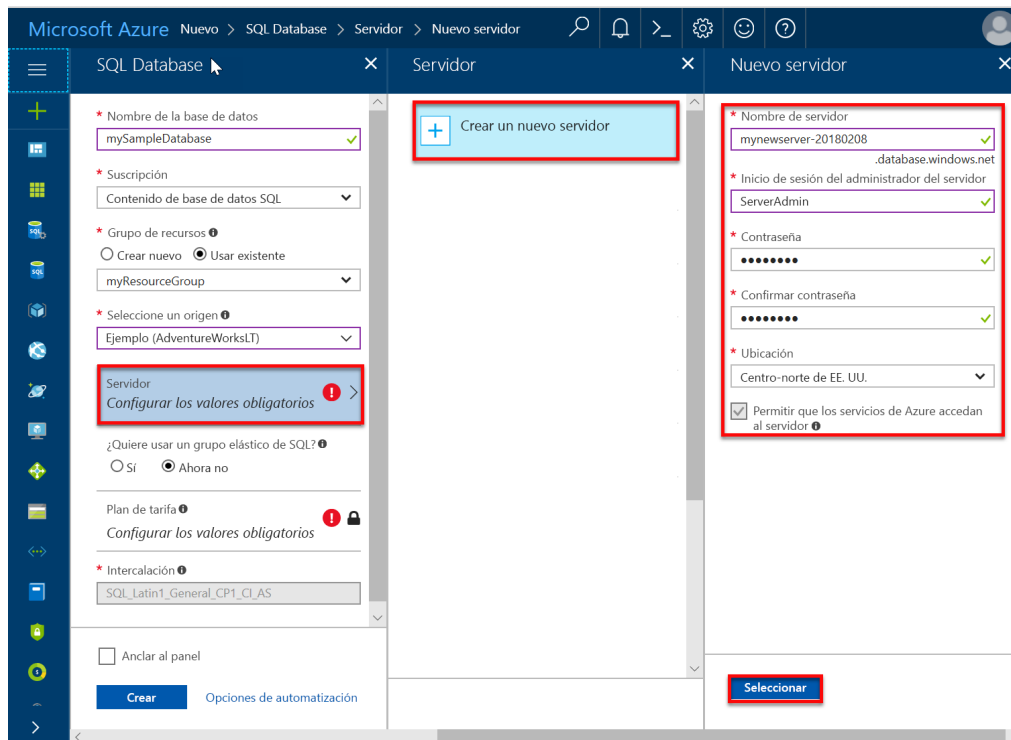 Microsoft Azure Nuevo > SQL Database > Servidor > Nuevo servidor
SQL Database
* Nombre de la base de datos
mySampleDatabase
* Suscripción
Contenido de base de datos SQL
* Grupo de recursos
Crear nuevo Usar existente
myResourceGroup
* Seleccione un origen
Ejemplo (AdventureWorksLT)
Servidor
Configurar los valores obligatorios
¿Quiere usar un grupo elástico de SQL?
Sí Ahora no
Plan de tarifa
Configurar los valores obligatorios
* Intercalación
SQL_Latin1_General_CP1_CI_AS
Anclar al panel
Crear Opciones de automatización
Servidor
Crear un nuevo servidor
Nuevo servidor
* Nombre de servidor
mynewserver-20180208
.database.windows.net
* Inicio de sesión del administrador del servidor
ServerAdmin
* Contraseña
••••••••
* Confirmar contraseña
••••••••
* Ubicación
Centro-norte de EE. UU.
Permitir que los servicios de Azure accedan
al servidor
Seleccionar